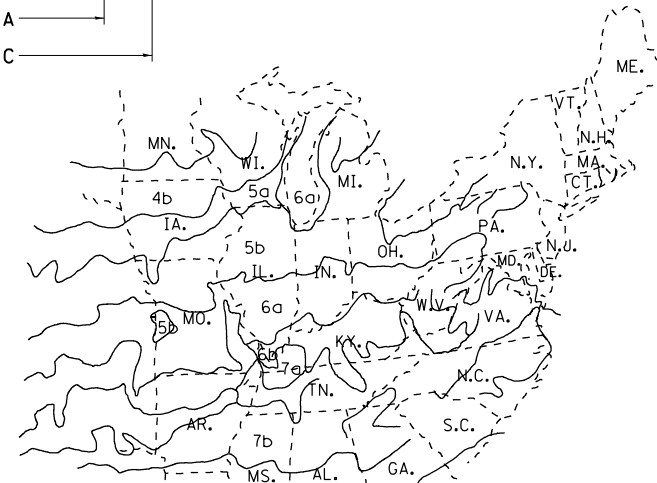 A
C
ME.
VT.
N.H.
MN.
WI.
MI.
N.Y.
MA.
CT.
4b
5a
6a
IA.
PA.
5b
OH.
N.J.
IL.
IN.
MD.
DE.
6a
W.V.
MO.
5b
VA.
KY.
6b
7a
TN.
N.C.
AR.
S.C.
7b
MS.
AL.
GA.